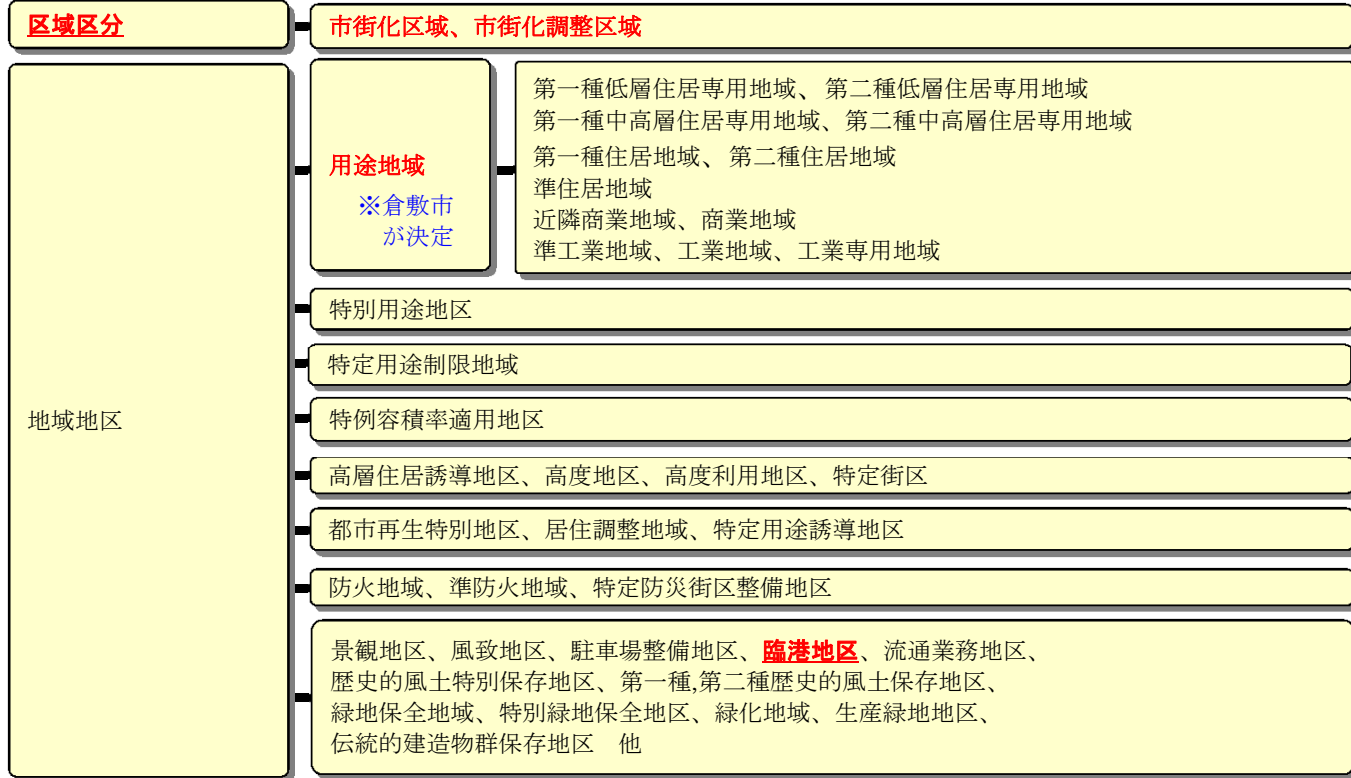 区域区分
市街化区域、市街化調整区域
地域地区
用途地域
※倉敷市
が決定
第一種低層住居専用地域、第二種低層住居専用地域
第一種中高層住居専用地域、第二種中高層住居専用地域
第一種住居地域、第二種住居地域
準住居地域
近隣商業地域、商業地域
準工業地域、工業地域、工業専用地域
特別用途地区
特定用途制限地域
特例容積率適用地区
高層住居誘導地区、高度地区、高度利用地区、特定街区
都市再生特別地区、居住調整地域、特定用途誘導地区
防火地域、準防火地域、特定防災街区整備地区
景観地区、風致地区、駐車場整備地区、臨港地区、流通業務地区、
歴史的風土特別保存地区、第一種,第二種歴史的風土保存地区、
緑地保全地域、特別緑地保全地区、緑化地域、生産緑地地区、
伝統的建造物群保存地区　他